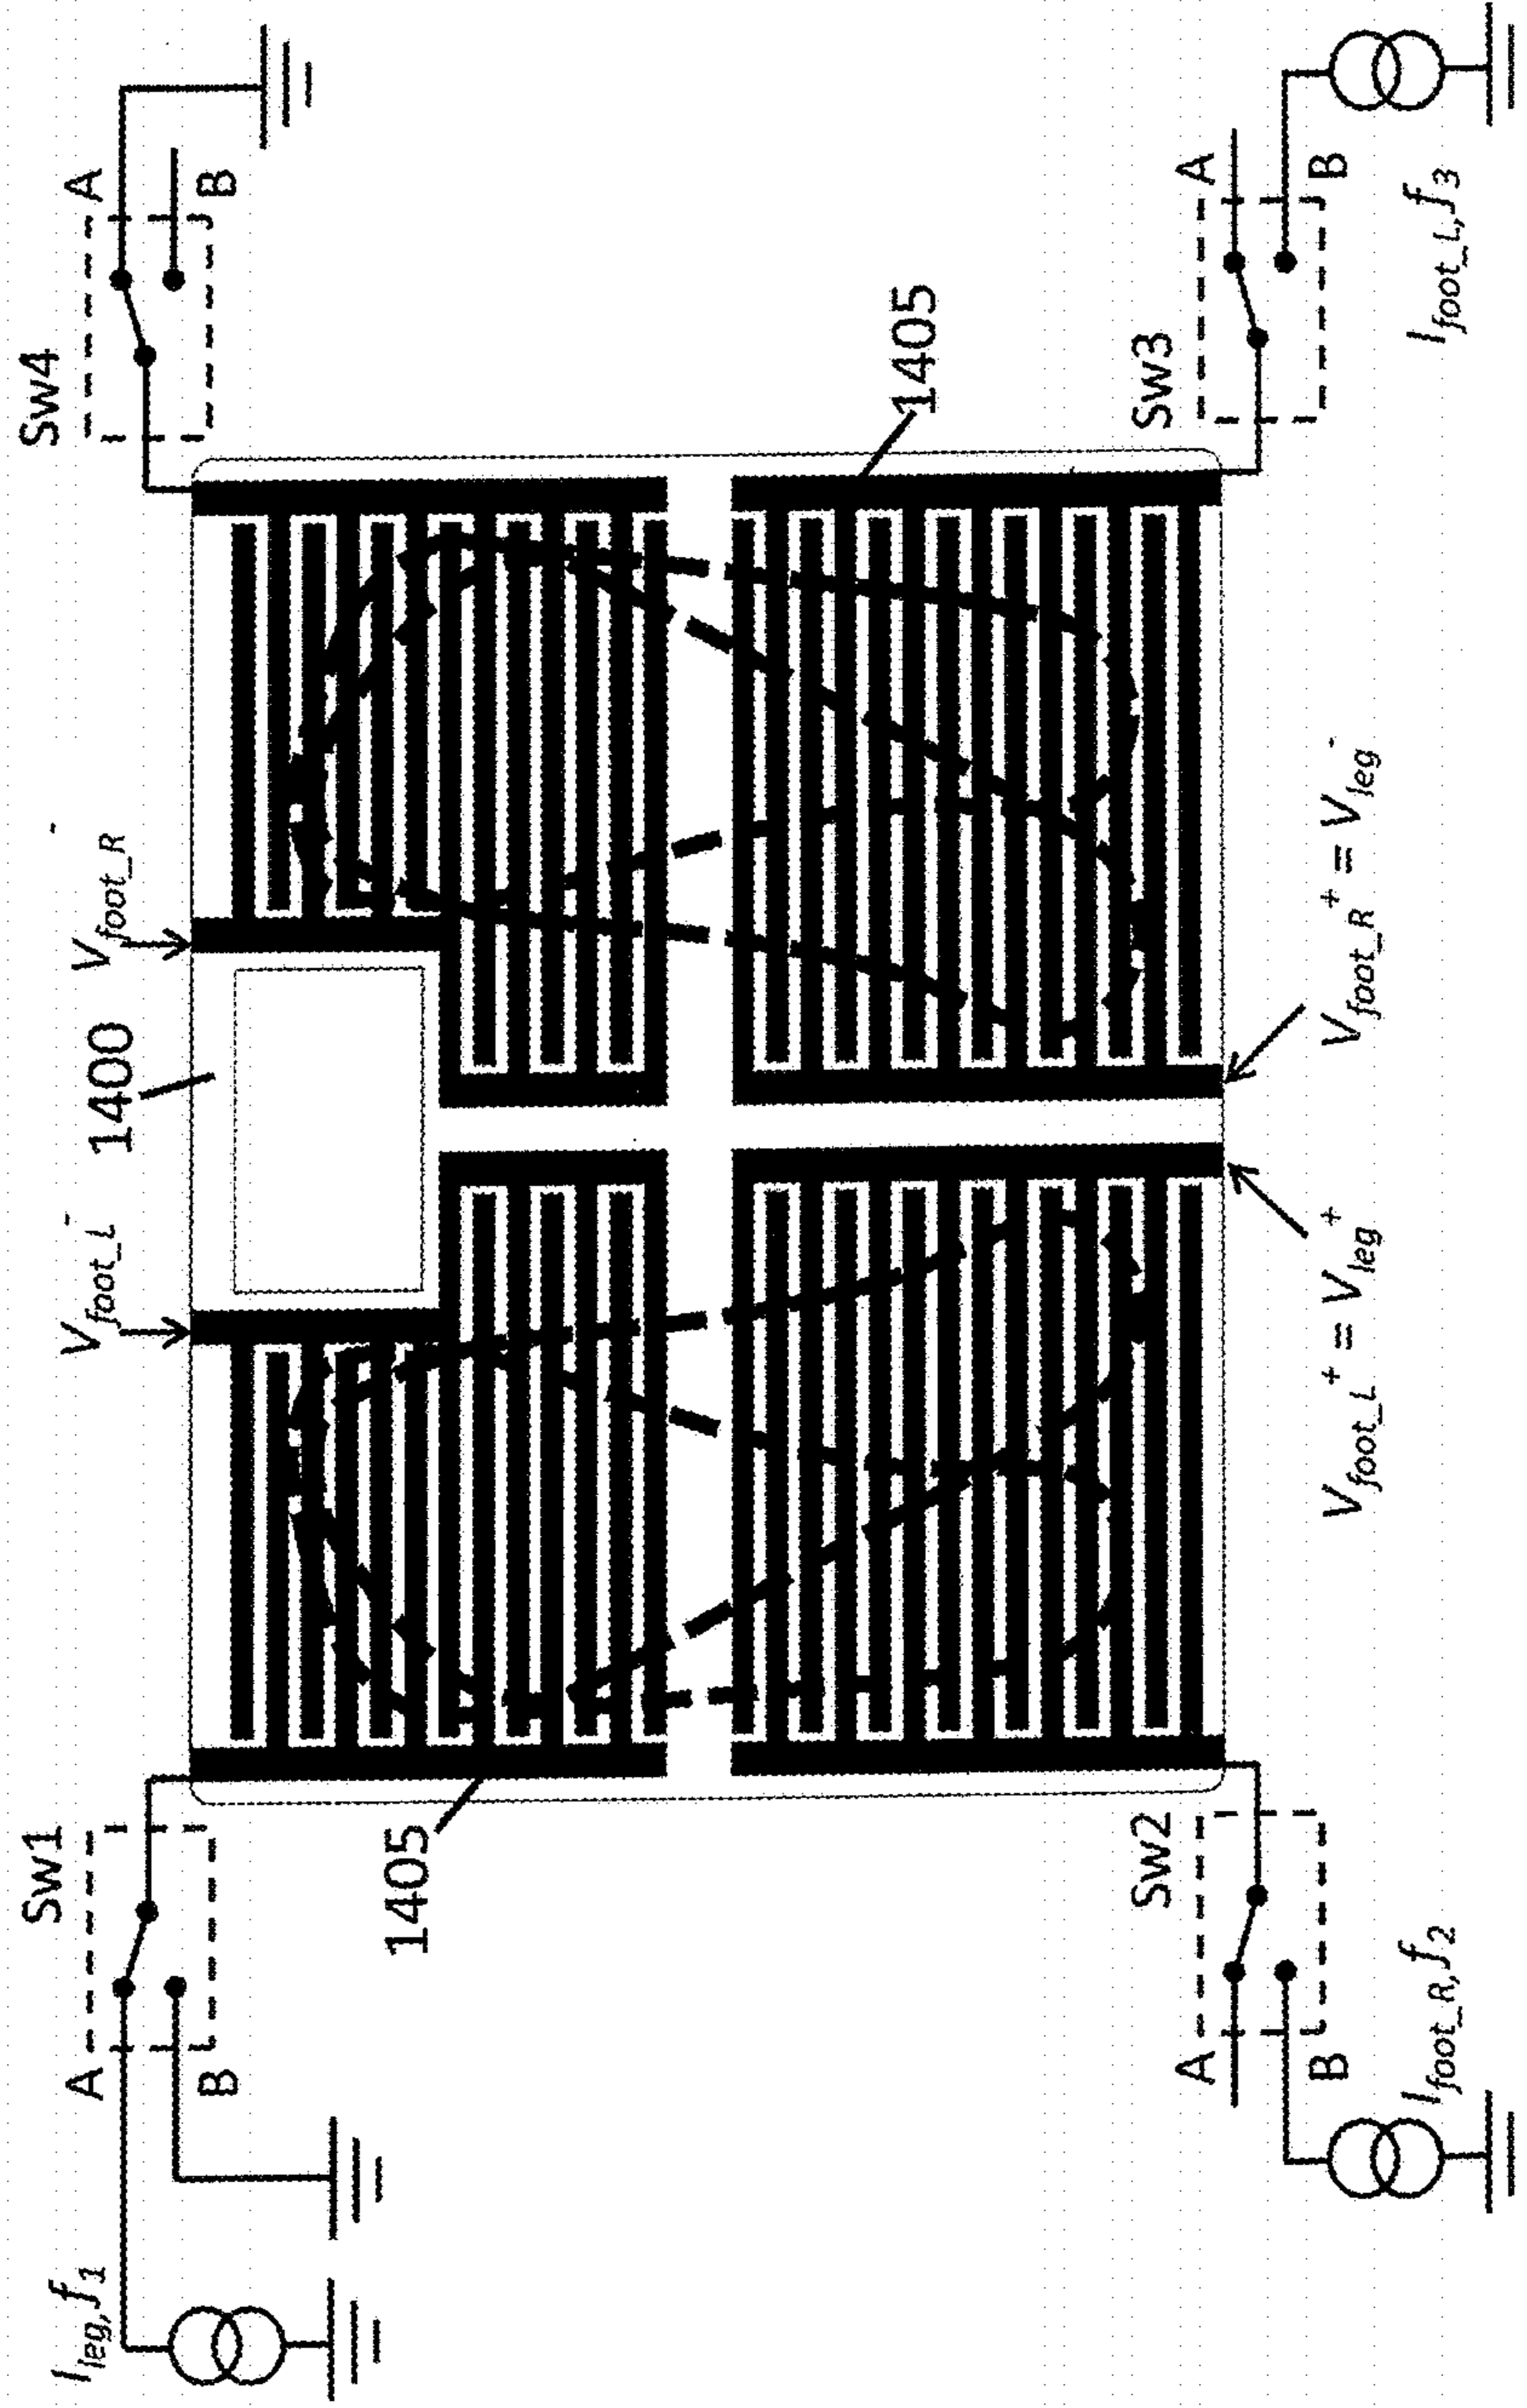 I_leg, f_1
A
B
Sw1
V_foot_L^-
1400
V_foot_R^-
Sw4
A
B
1405
1405
A
B
Sw2
I_foot_R, f_2
V_foot_L^+ = V_leg^+
V_foot_R^+ = V_leg^-
Sw3
A
B
I_foot_L, f_3